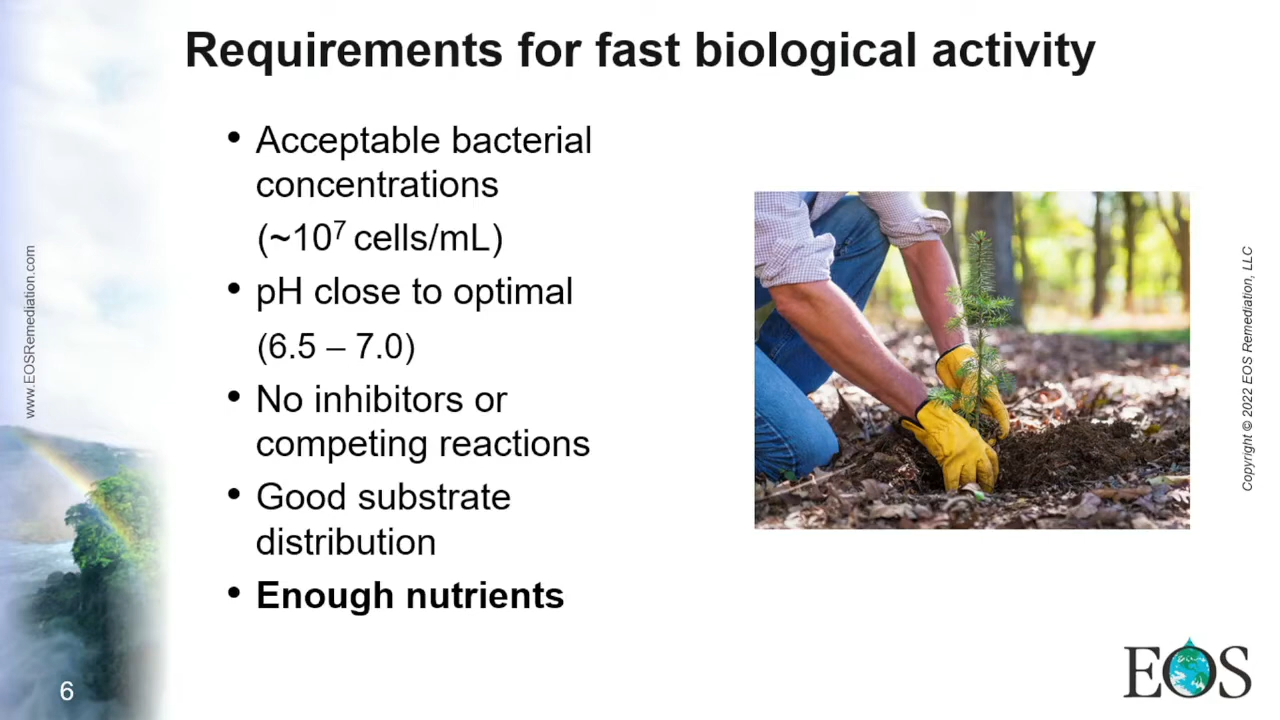 Requirements for fast biological activity
• Acceptable bacterial
concentrations
(~10⁷ cells/mL)
• pH close to optimal
(6.5 – 7.0)
• No inhibitors or
competing reactions
• Good substrate
distribution
• Enough nutrients
www.EOSRemediation.com
Copyright © 2022 EOS Remediation, LLC
6
EOS